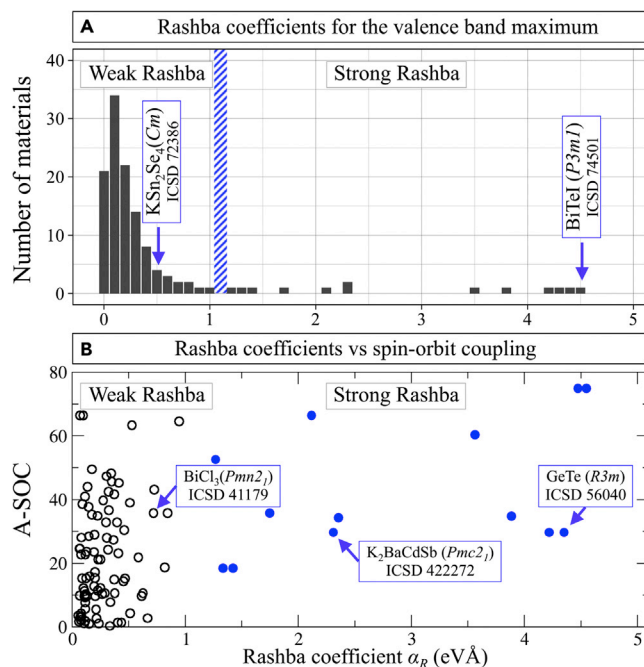 A
Rashba coefficients for the valence band maximum
Number of materials
40
30
20
10
0
Weak Rashba
Strong Rashba
KSn2Se4(Cm)
ICSD 72386
BiTeI (P3m1)
ICSD 74501
0
1
2
3
4
5
B
Rashba coefficients vs spin-orbit coupling
A-SOC
80
60
40
20
0
Weak Rashba
Strong Rashba
BiCl3(Pmn21)
ICSD 41179
K2BaCdSb (Pmc21)
ICSD 422272
GeTe (R3m)
ICSD 56040
0
1
2
3
4
5
Rashba coefficient αR (eVÅ)